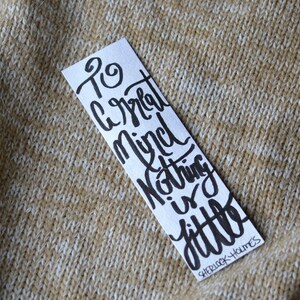 To
a great
Mind
Nothing
is
little
SHERLOCK HOLMES